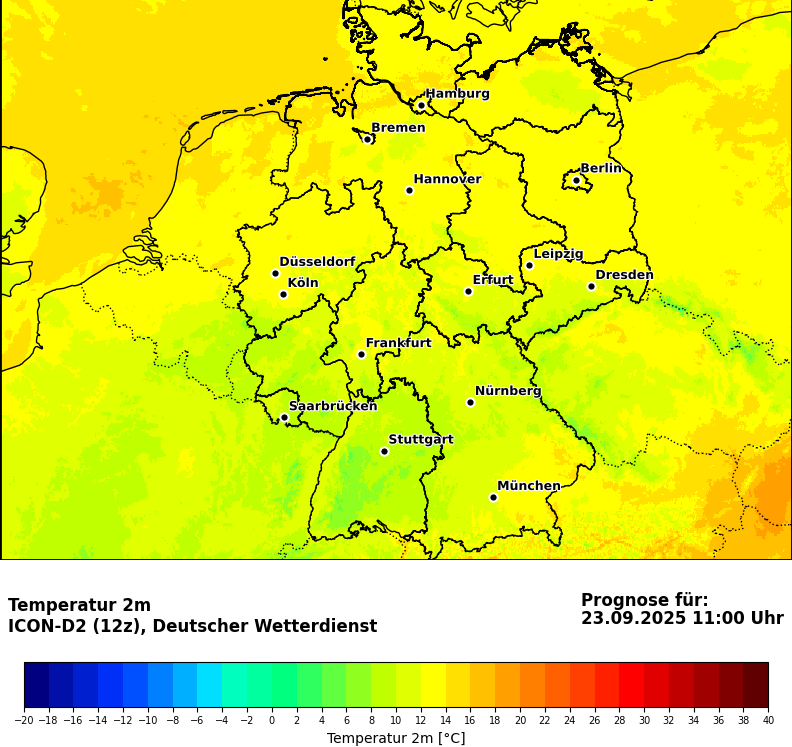 Hamburg
Bremen
Berlin
Hannover
Leipzig
Düsseldorf
Dresden
Köln
Erfurt
Frankfurt
Nürnberg
Saarbrücken
Stuttgart
München
Temperatur 2m
ICON-D2 (12z), Deutscher Wetterdienst
Prognose für:
23.09.2025 11:00 Uhr
−20 −18 −16 −14 −12 −10 −8 −6 −4 −2 0 2 4 6 8 10 12 14 16 18 20 22 24 26 28 30 32 34 36 38 40
Temperatur 2m [°C]